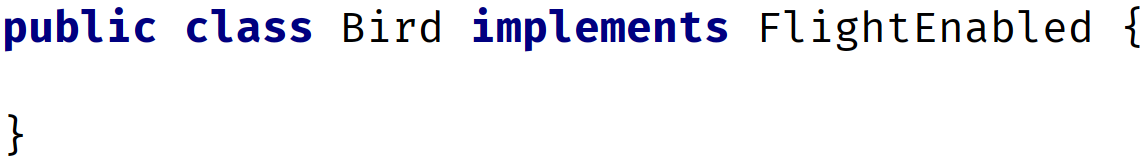 public class Bird implements FlightEnabled {
}